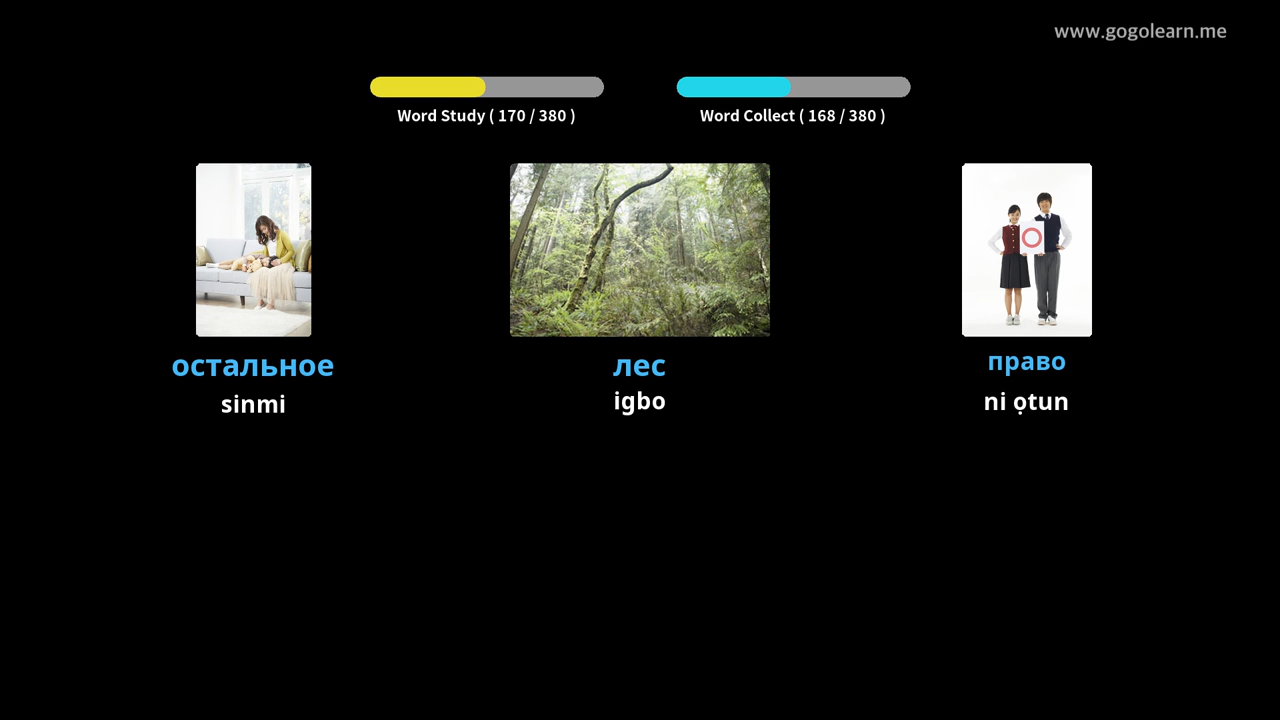 www.gogolearn.me
Word Study ( 170 / 380 )
Word Collect ( 168 / 380 )
остальное
sinmi
лес
igbo
право
ni ọtun